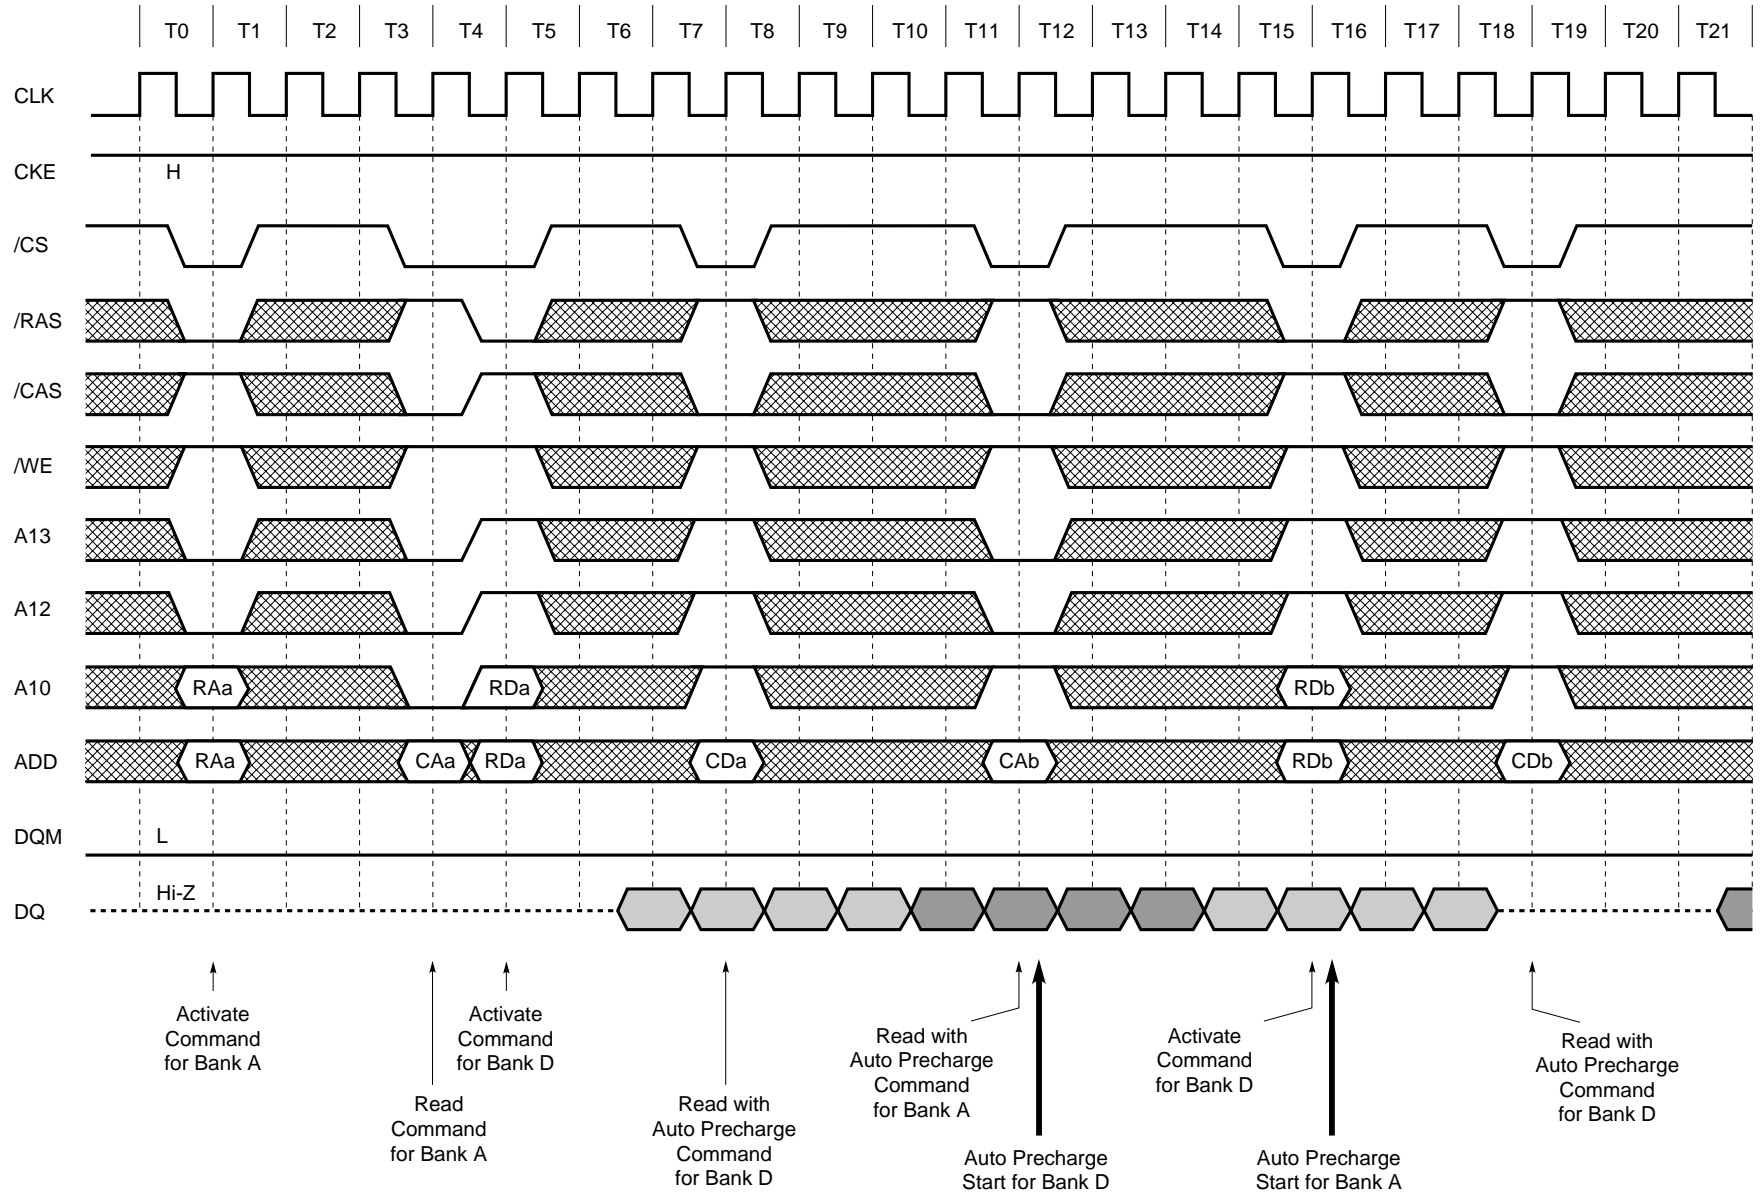 T0 T1 T2 T3 T4 T5 T6 T7 T8 T9 T10 T11 T12 T13 T14 T15 T16 T17 T18 T19 T20 T21
CLK
CKE H
/CS
/RAS
/CAS
/WE
A13
A12
A10 RAa RDa RDb
ADD RAa CAa RDa CDa CAb RDb CDb
DQM L
DQ Hi-Z
Activate
Command
for Bank A
Read
Command
for Bank A
Activate
Command
for Bank D
Read with
Auto Precharge
Command
for Bank D
Read with
Auto Precharge
Command
for Bank A
Auto Precharge
Start for Bank D
Activate
Command
for Bank D
Auto Precharge
Start for Bank A
Read with
Auto Precharge
Command
for Bank D